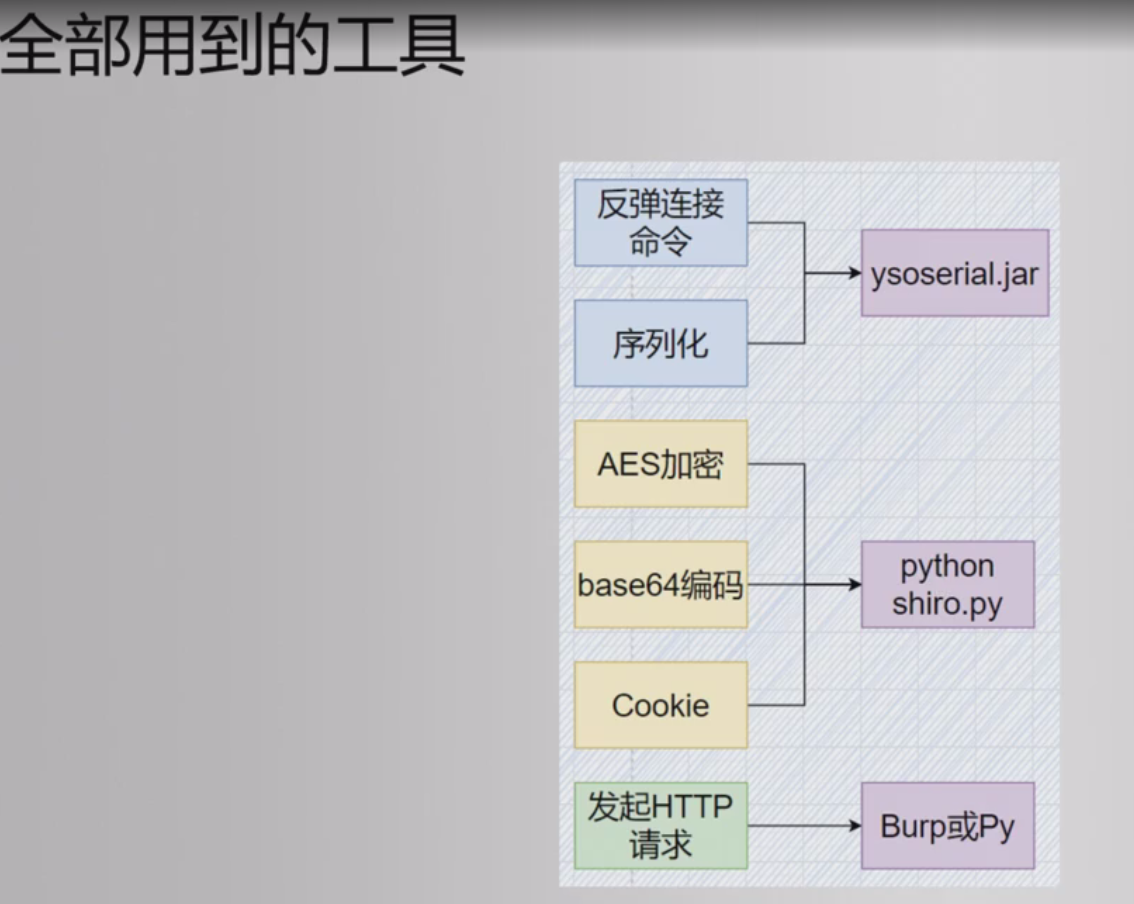 全部用到的工具
反弹连接
命令
ysoserial.jar
序列化
AES加密
base64编码
python
shiro.py
Cookie
发起HTTP
请求
Burp或Py